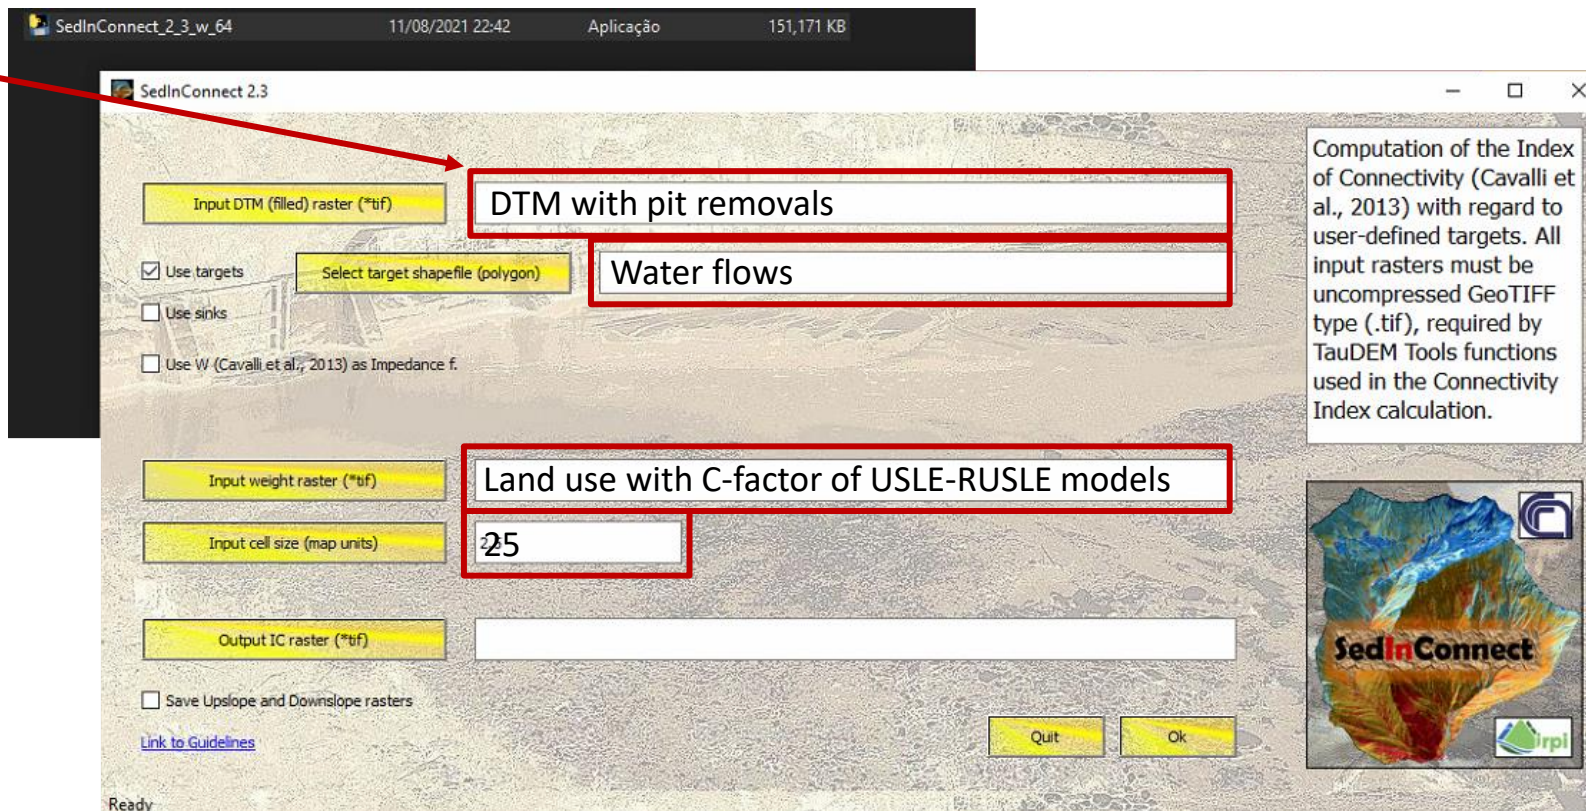 SedInConnect_2_3_w_64 11/08/2021 22:42 Aplicação 151,171 KB
SedInConnect 2.3
Input DTM (filled) raster (*tif)
DTM with pit removals
Use targets
Select target shapefile (polygon)
Water flows
Use sinks
Use W (Cavalli et al., 2013) as Impedance f.
Computation of the Index
of Connectivity (Cavalli et
al., 2013) with regard to
user-defined targets. All
input rasters must be
uncompressed GeoTIFF
type (.tif), required by
TauDEM Tools functions
used in the Connectivity
Index calculation.
Input weight raster (*tif)
Land use with C-factor of USLE-RUSLE models
Input cell size (map units)
25
Output IC raster (*tif)
Save Upslope and Downslope rasters
Link to Guidelines
Quit
Ok
SedInConnect
irpi
Ready